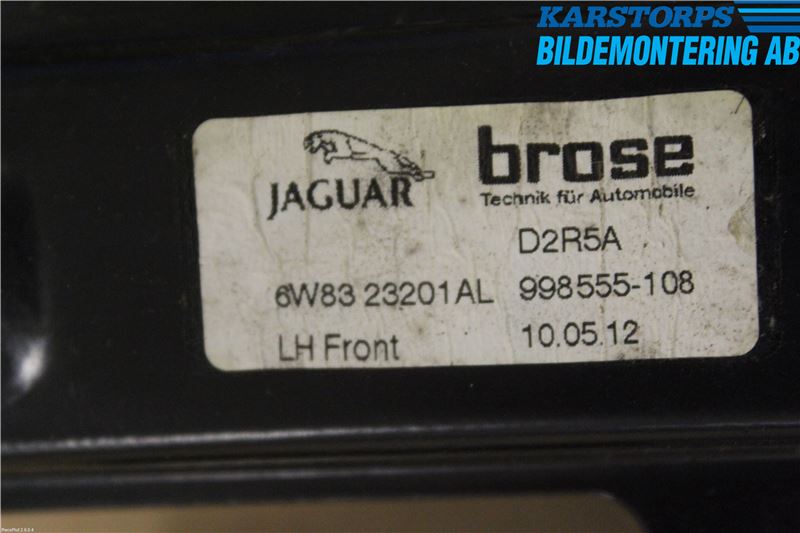 KARSTORPS
BILDEMONTERING AB
JAGUAR
brose
Technik für Automobile
D2R5A
6W83 23201AL 998555-108
LH Front 10.05.12